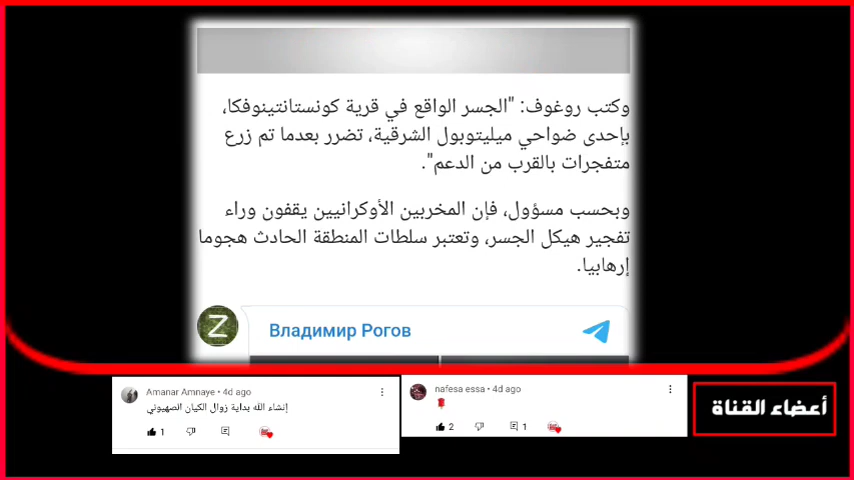 وكتب روغوف: "الجسر الواقع في قرية كونستانتينوفكا،
بإحدى ضواحي ميليتوبول الشرقية، تضرر بعدما تم زرع
متفجرات بالقرب من الدعم".
وبحسب مسؤول، فإن المخربين الأوكرانيين يقفون وراء
تفجير هيكل الجسر، وتعتبر سلطات المنطقة الحادث هجوما
إرهابيا.
Z
Владимир Рогов
Amanar Amnaye • 4d ago
إنشاء الله بداية زوال الكيان الصهيوني
1
nafesa essa • 4d ago
2 1
أعضاء القناة